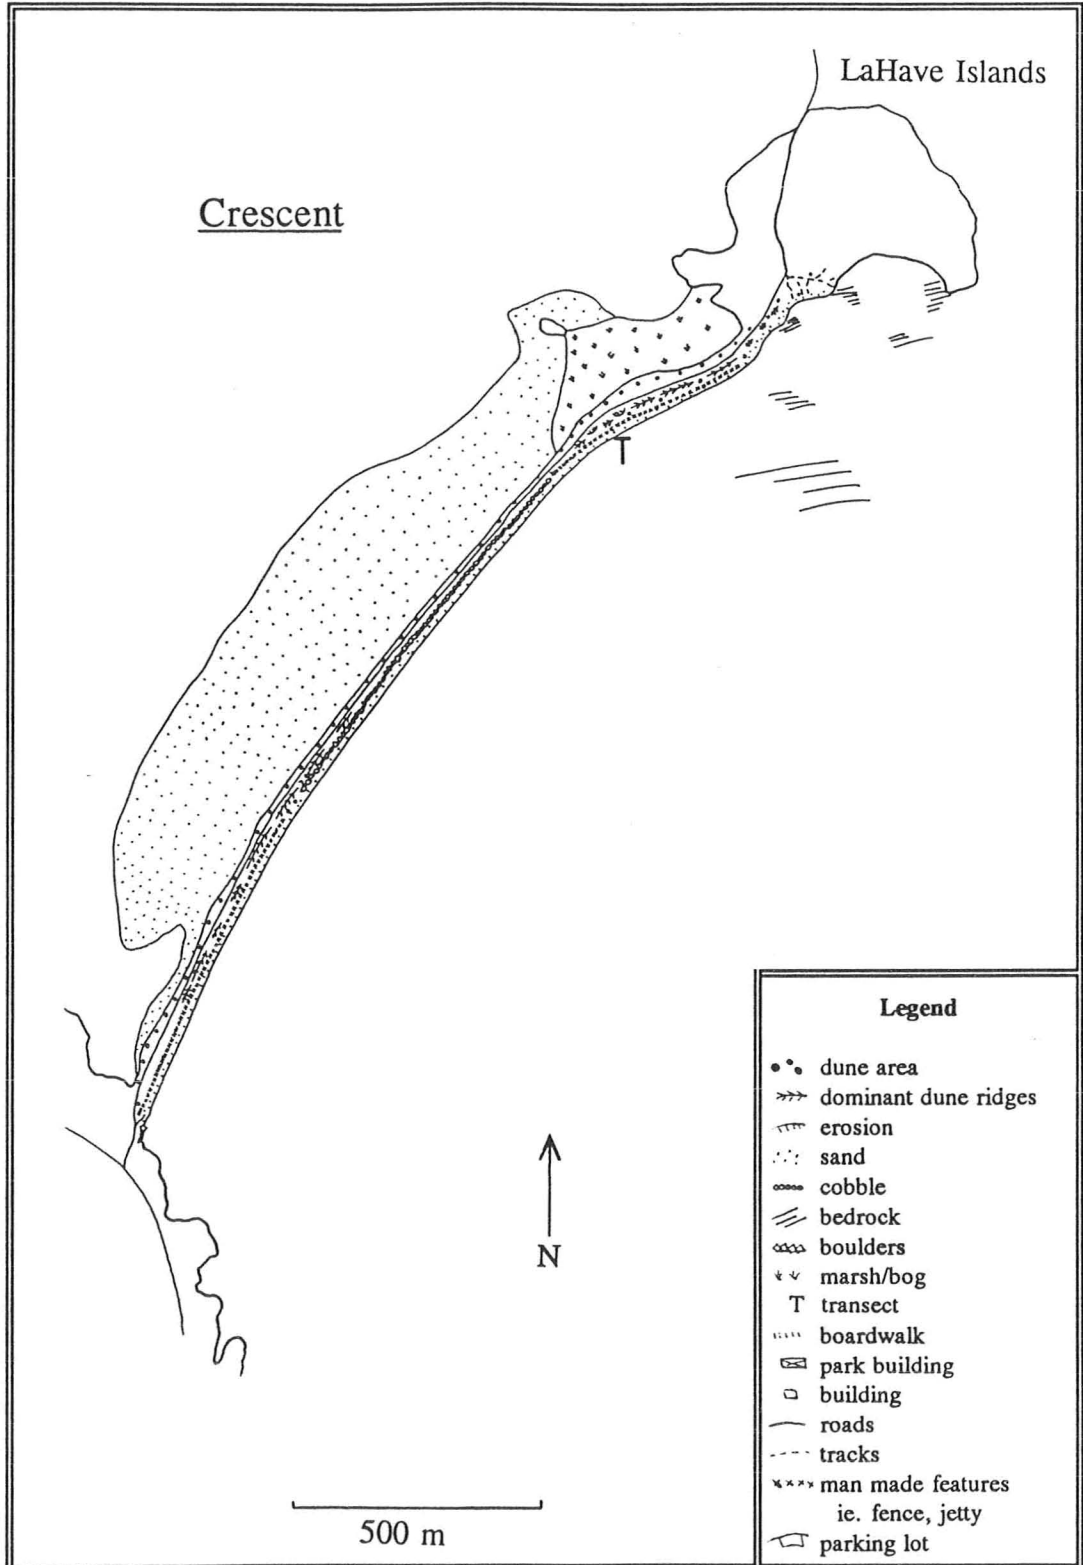 LaHave Islands
Crescent
T
N
500 m
Legend
dune area
dominant dune ridges
erosion
sand
cobble
bedrock
boulders
marsh/bog
T transect
boardwalk
park building
building
roads
tracks
man made features
ie. fence, jetty
parking lot